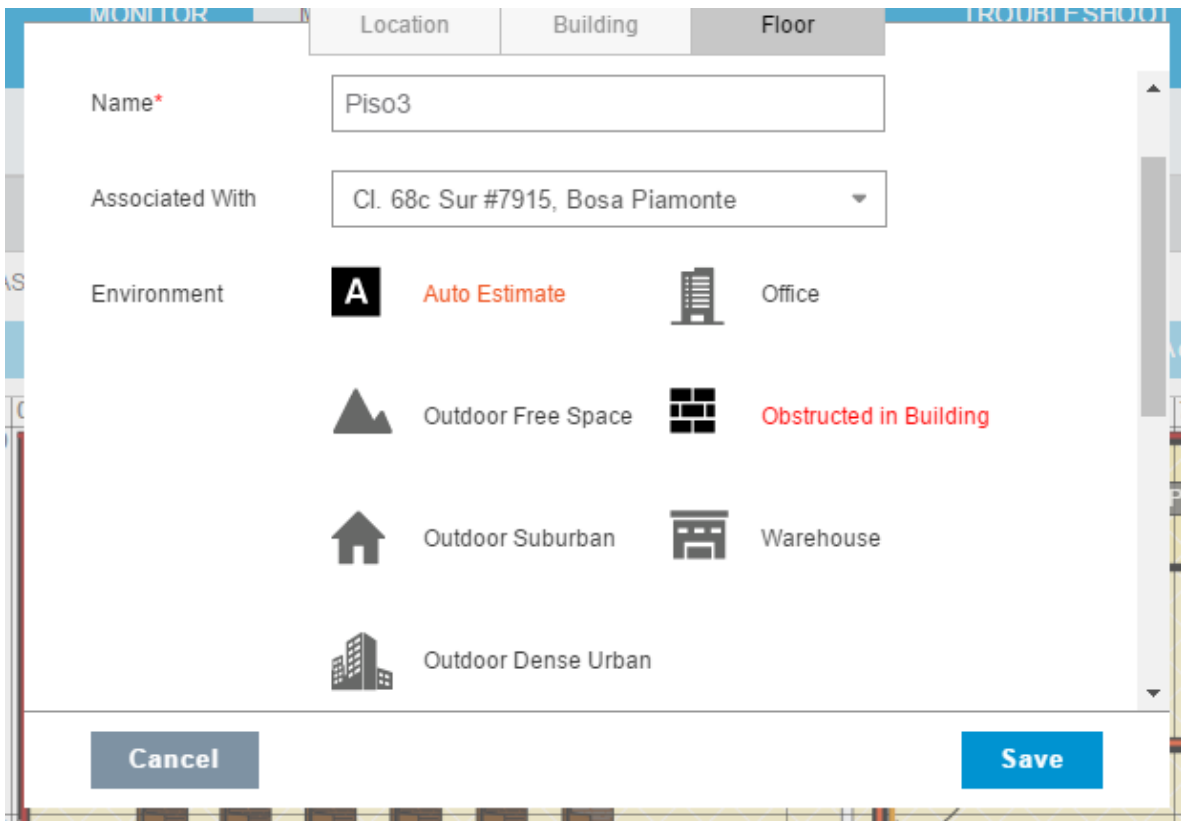 MONITOR
TROUBLESHOOT
Location Building Floor
Name*
Piso3
Associated With
Cl. 68c Sur #7915, Bosa Piamonte
Environment
A Auto Estimate
Office
Outdoor Free Space
Obstructed in Building
Outdoor Suburban
Warehouse
Outdoor Dense Urban
Cancel
Save